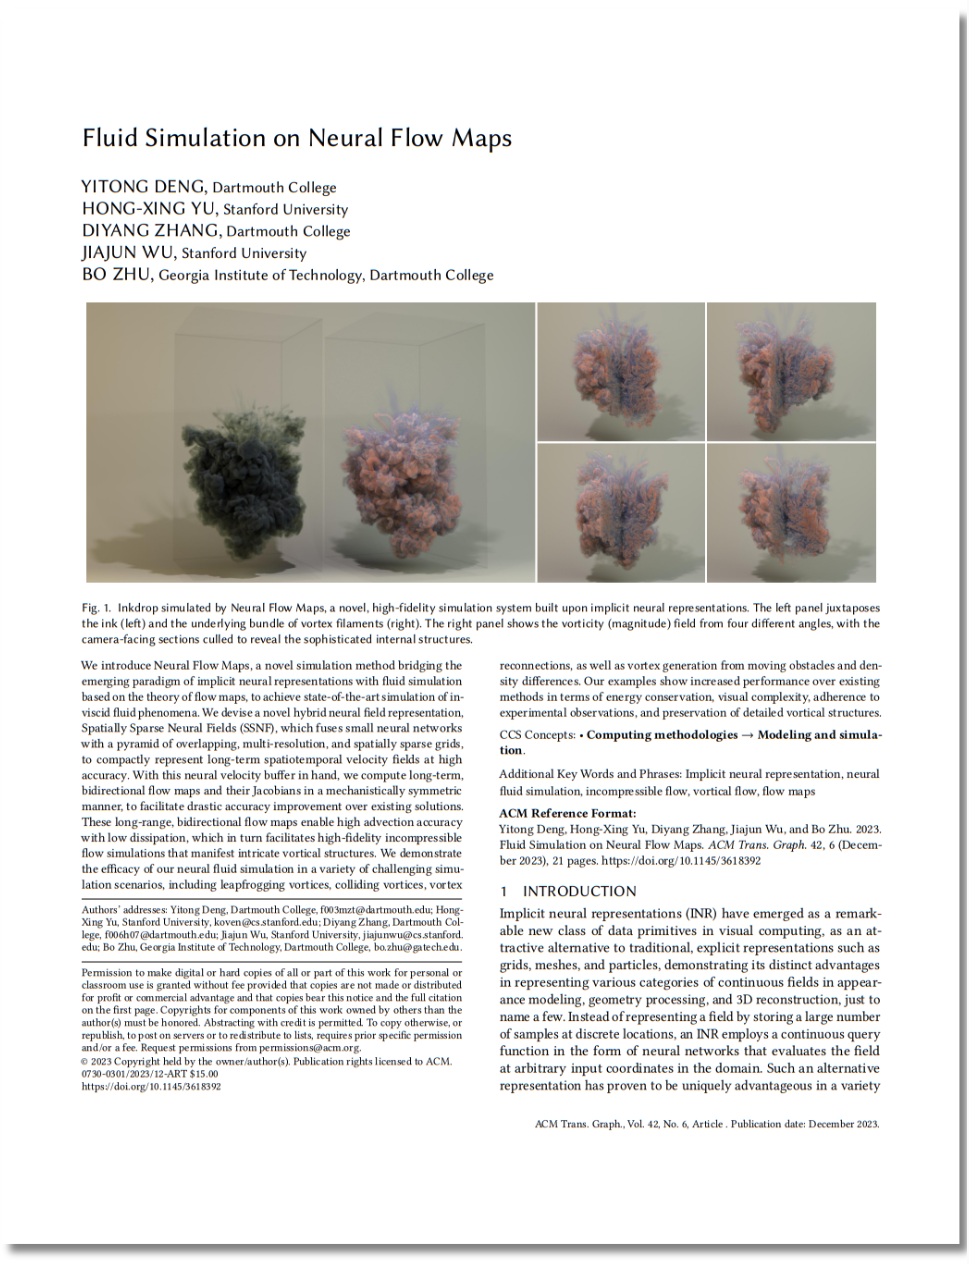 Fluid Simulation on Neural Flow Maps
YITONG DENG, Dartmouth College
HONG-XING YU, Stanford University
DIYANG ZHANG, Dartmouth College
JIAJUN WU, Stanford University
BO ZHU, Georgia Institute of Technology, Dartmouth College
Fig. 1. Inkdrop simulated by Neural Flow Maps, a novel, high-fidelity simulation system built upon implicit neural representations. The left panel juxtaposes
the ink (left) and the underlying bundle of vortex filaments (right). The right panel shows the vorticity (magnitude) field from four different angles, with the
camera-facing sections culled to reveal the sophisticated internal structures.
We introduce Neural Flow Maps, a novel simulation method bridging the
emerging paradigm of implicit neural representations with fluid simulation
based on the theory of flow maps, to achieve state-of-the-art simulation of in-
viscid fluid phenomena. We devise a novel hybrid neural field representation,
Spatially Sparse Neural Fields (SSNF), which fuses small neural networks
with a pyramid of overlapping, multi-resolution, and spatially sparse grids,
to compactly represent long-term spatiotemporal velocity fields at high
accuracy. With this neural velocity buffer in hand, we compute long-term,
bidirectional flow maps and their Jacobians in a mechanistically symmetric
manner, to facilitate drastic accuracy improvement over existing solutions.
These long-range, bidirectional flow maps enable high advection accuracy
with low dissipation, which in turn facilitates high-fidelity incompressible
flow simulations that manifest intricate vortical structures. We demonstrate
the efficacy of our neural fluid simulation in a variety of challenging simu-
lation scenarios, including leapfrogging vortices, colliding vortices, vortex
Authors' addresses: Yitong Deng, Dartmouth College, f003mzt@dartmouth.edu; Hong-
Xing Yu, Stanford University, koven@cs.stanford.edu; Diyang Zhang, Dartmouth Col-
lege, f006h07@dartmouth.edu; Jiajun Wu, Stanford University, jiajunwu@cs.stanford.
edu; Bo Zhu, Georgia Institute of Technology, Dartmouth College, bo.zhu@gatech.edu.
Permission to make digital or hard copies of all or part of this work for personal or
classroom use is granted without fee provided that copies are not made or distributed
for profit or commercial advantage and that copies bear this notice and the full citation
on the first page. Copyrights for components of this work owned by others than the
author(s) must be honored. Abstracting with credit is permitted. To copy otherwise, or
republish, to post on servers or to redistribute to lists, requires prior specific permission
and/or a fee. Request permissions from permissions@acm.org.
© 2023 Copyright held by the owner/author(s). Publication rights licensed to ACM.
0730-0301/2023/12-ART $15.00
https://doi.org/10.1145/3618392
reconnections, as well as vortex generation from moving obstacles and den-
sity differences. Our examples show increased performance over existing
methods in terms of energy conservation, visual complexity, adherence to
experimental observations, and preservation of detailed vortical structures.
CCS Concepts: • Computing methodologies → Modeling and simula-
tion.
Additional Key Words and Phrases: Implicit neural representation, neural
fluid simulation, incompressible flow, vortical flow, flow maps
ACM Reference Format:
Yitong Deng, Hong-Xing Yu, Diyang Zhang, Jiajun Wu, and Bo Zhu. 2023.
Fluid Simulation on Neural Flow Maps. ACM Trans. Graph. 42, 6 (Decem-
ber 2023), 21 pages. https://doi.org/10.1145/3618392
1 INTRODUCTION
Implicit neural representations (INR) have emerged as a remark-
able new class of data primitives in visual computing, as an at-
tractive alternative to traditional, explicit representations such as
grids, meshes, and particles, demonstrating its distinct advantages
in representing various categories of continuous fields in appear-
ance modeling, geometry processing, and 3D reconstruction, just to
name a few. Instead of representing a field by storing a large number
of samples at discrete locations, an INR employs a continuous query
function in the form of neural networks that evaluates the field
at arbitrary input coordinates in the domain. Such an alternative
representation has proven to be uniquely advantageous in a variety
ACM Trans. Graph., Vol. 42, No. 6, Article . Publication date: December 2023.